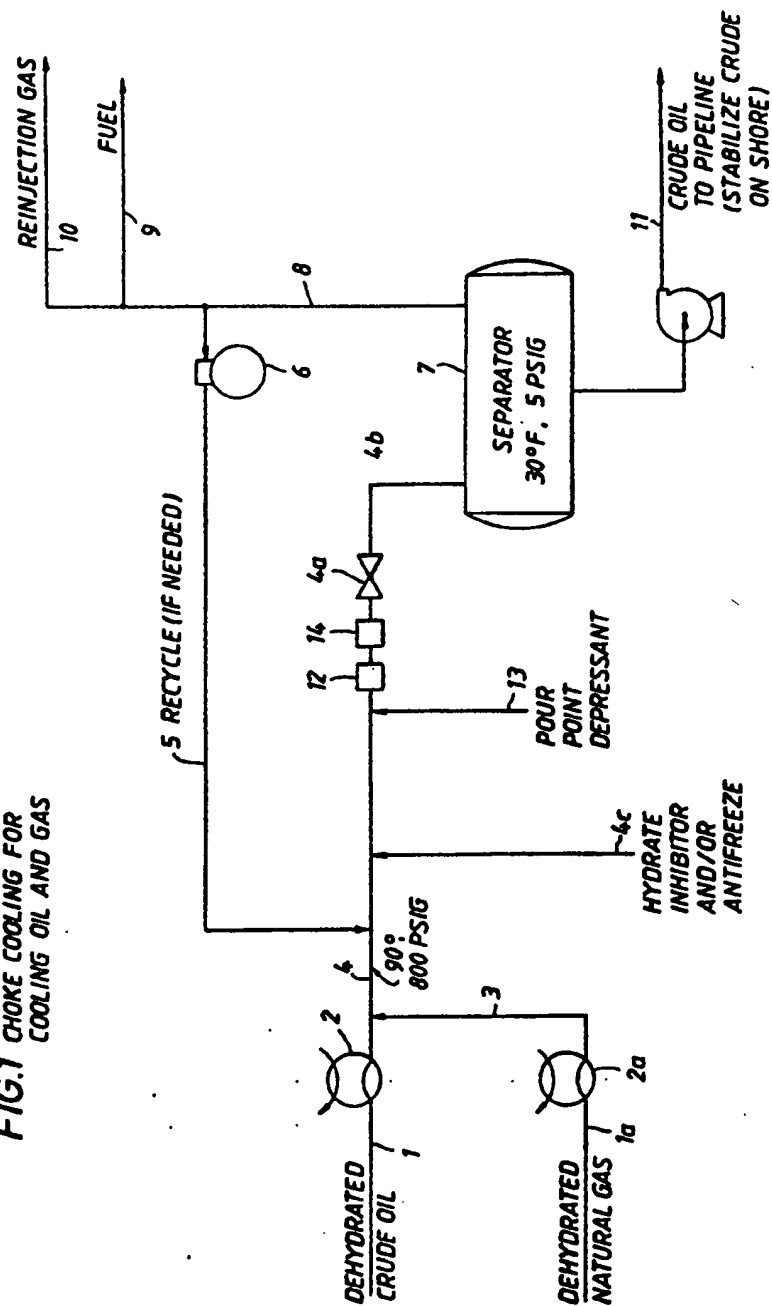 FIG.1 CHOKE COOLING FOR
COOLING OIL AND GAS
DEHYDRATED
CRUDE OIL
1
2
DEHYDRATED
NATURAL GAS
1a
2a
3
4
90°,
800 PSIG
5 RECYCLE (IF NEEDED)
4c
HYDRATE
INHIBITOR
AND/OR
ANTIFREEZE
13
POUR
POINT
DEPRESSANT
12
14
4a
4b
6
7
SEPARATOR
30°F, 5 PSIG
8
9
FUEL
10
REINJECTION GAS
11
CRUDE OIL
TO PIPELINE
(STABILIZE CRUDE
ON SHORE)